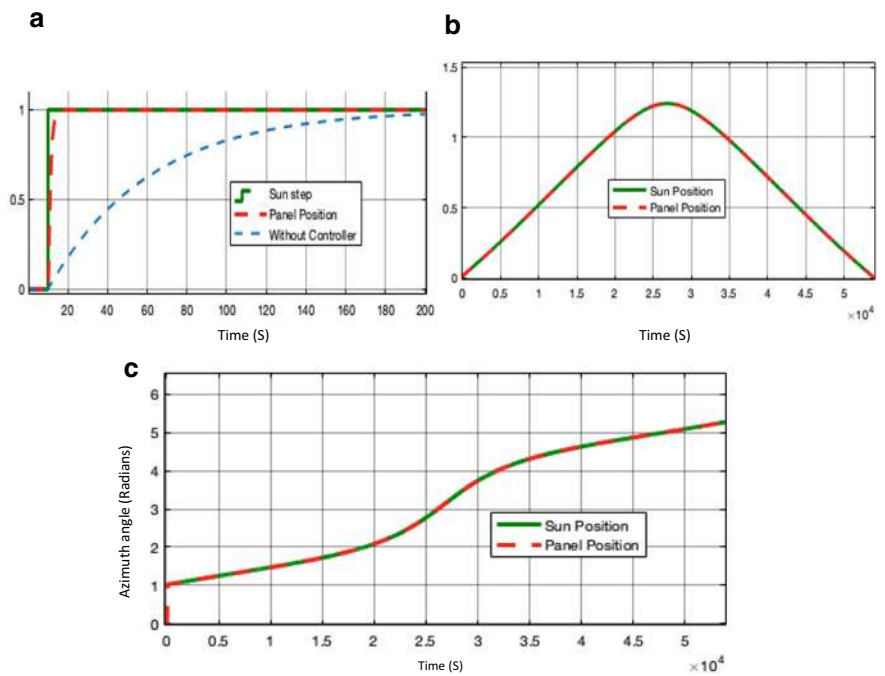 a
1
0.5
0
20 40 60 80 100 120 140 160 180 200
Sun step
Panel Position
Without Controller
Time (S)
b
1.5
1
0.5
0
0 0.5 1 1.5 2 2.5 3 3.5 4 4.5 5
×10⁴
Sun Position
Panel Position
Time (S)
c
Azimuth angle (Radians)
6
5
4
3
2
1
0
0 0.5 1 1.5 2 2.5 3 3.5 4 4.5 5
×10⁴
Sun Position
Panel Position
Time (S)